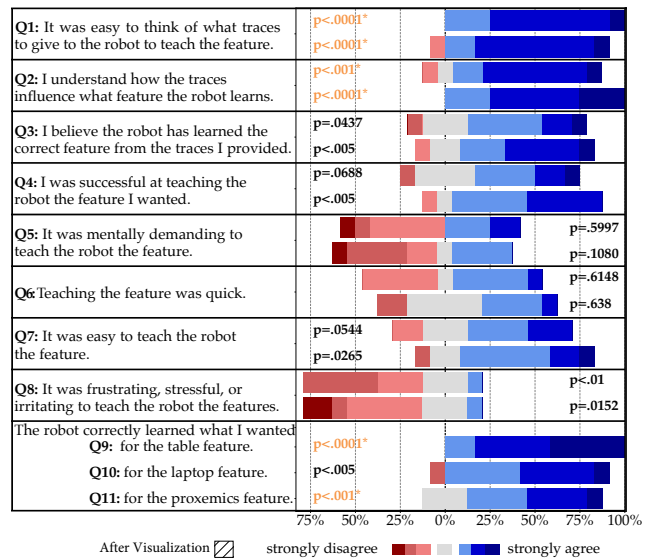 Q1: It was easy to think of what traces
to give to the robot to teach the feature.
p<.0001*
p<.0001*
Q2: I understand how the traces
influence what feature the robot learns.
p<.001*
p<.0001*
Q3: I believe the robot has learned the
correct feature from the traces I provided.
p=.0437
p<.005
Q4: I was successful at teaching the
robot the feature I wanted.
p=.0688
p<.005
Q5: It was mentally demanding to
teach the robot the feature.
p=.5997
p=.1080
Q6: Teaching the feature was quick.
p=.6148
p=.638
Q7: It was easy to teach the robot
the feature.
p=.0544
p=.0265
Q8: It was frustrating, stressful, or
irritating to teach the robot the features.
p<.01
p=.0152
The robot correctly learned what I wanted
Q9: for the table feature.
p<.0001*
Q10: for the laptop feature.
p<.005
Q11: for the proxemics feature.
p<.001*
75% 50% 25% 0% 25% 50% 75% 100%
After Visualization strongly disagree strongly agree